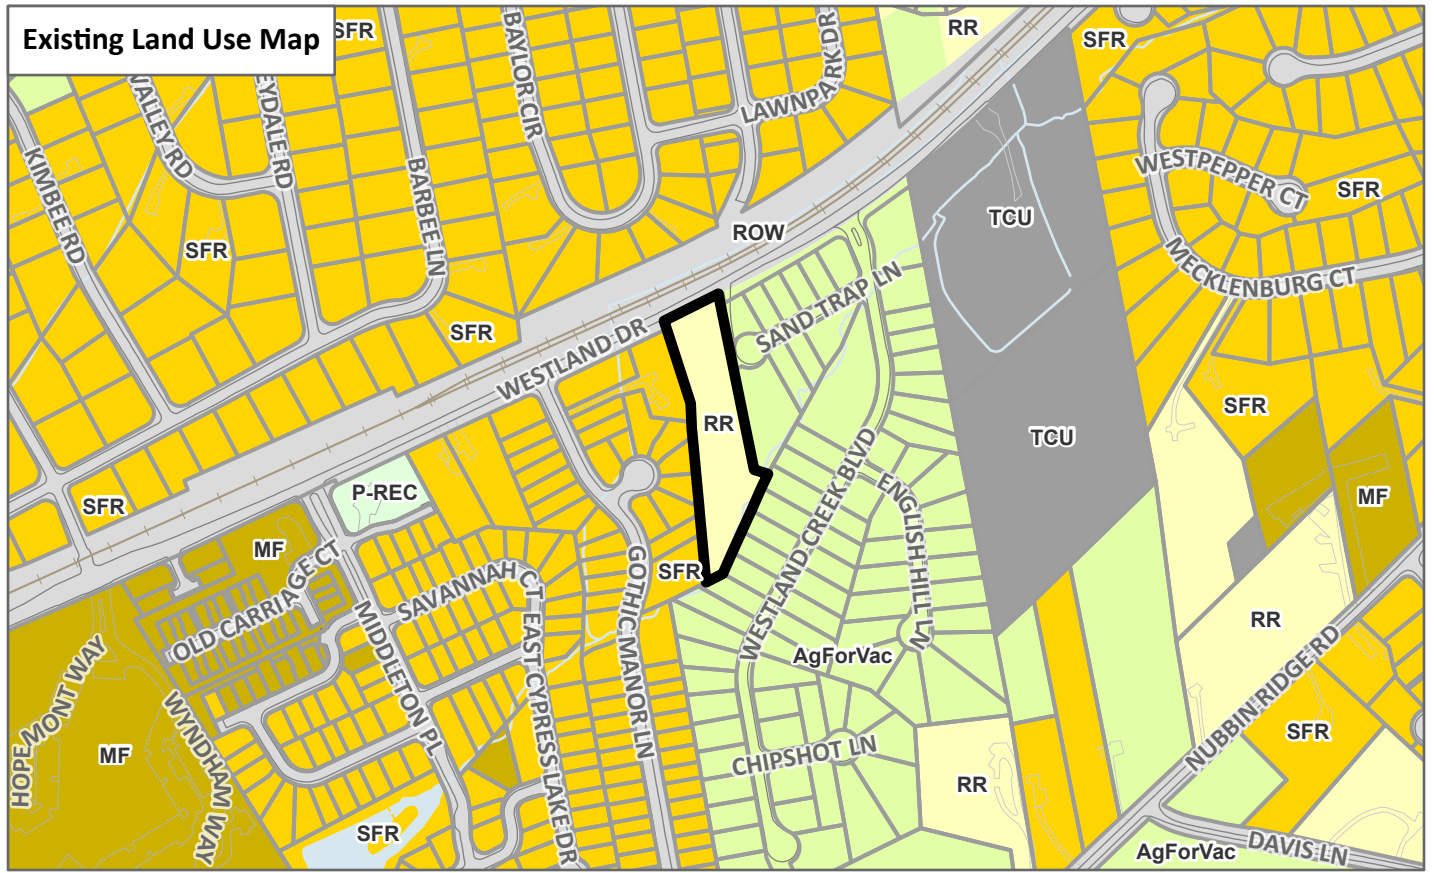 Existing Land Use Map
SFR
BAYLOR CIR
LAWNPARK DR
RR
SFR
VALLEY RD
EYDALE RD
KIMBEE RD
BARBEE LN
SFR
WESTPEPPER CT
SFR
TCU
ROW
MECKLENBURG CT
SAND TRAP LN
SFR
WESTLAND DR
RR
SFR
TCU
WESTLAND CREEK BLVD
ENGLISH HILL LN
SFR
P-REC
MF
MF
OLD CARRIAGE CT
SAVANNAH CT
GOTHIC MANOR LN
SFR
MIDDLETON PL
EAST CYPRESS LAKE DR
AgForVac
RR
NUBBIN RIDGE RD
HOPE MONT WAY
WYNDHAM WAY
MF
CHIPSHOT LN
SFR
RR
SFR
AgForVac
DAVIS LN